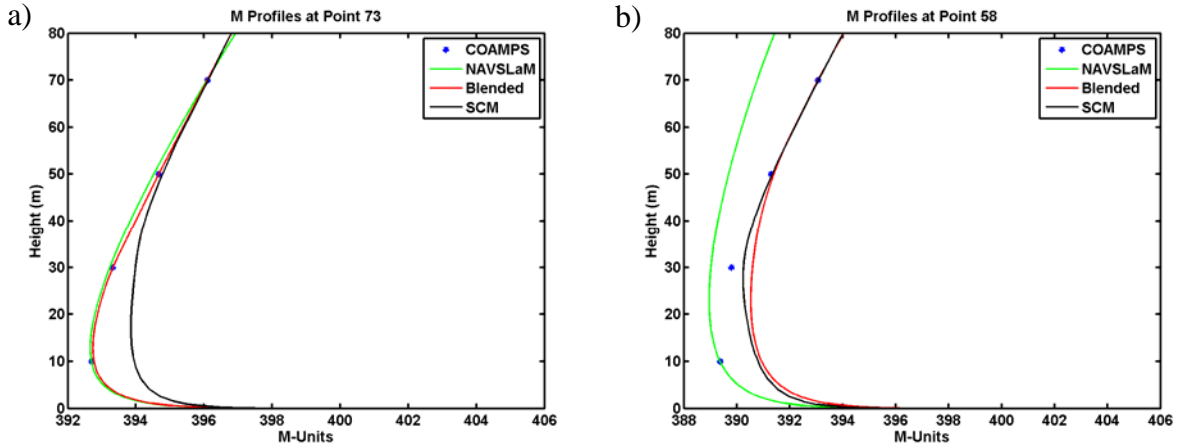 a)
M Profiles at Point 73
80
70
60
50
40
30
20
10
0
Height (m)
COAMPS
NAVSLaM
Blended
SCM
392 394 396 398 400 402 404 406
M-Units
b)
M Profiles at Point 58
80
70
60
50
40
30
20
10
0
Height (m)
COAMPS
NAVSLaM
Blended
SCM
388 390 392 394 396 398 400 402 404 406
M-Units